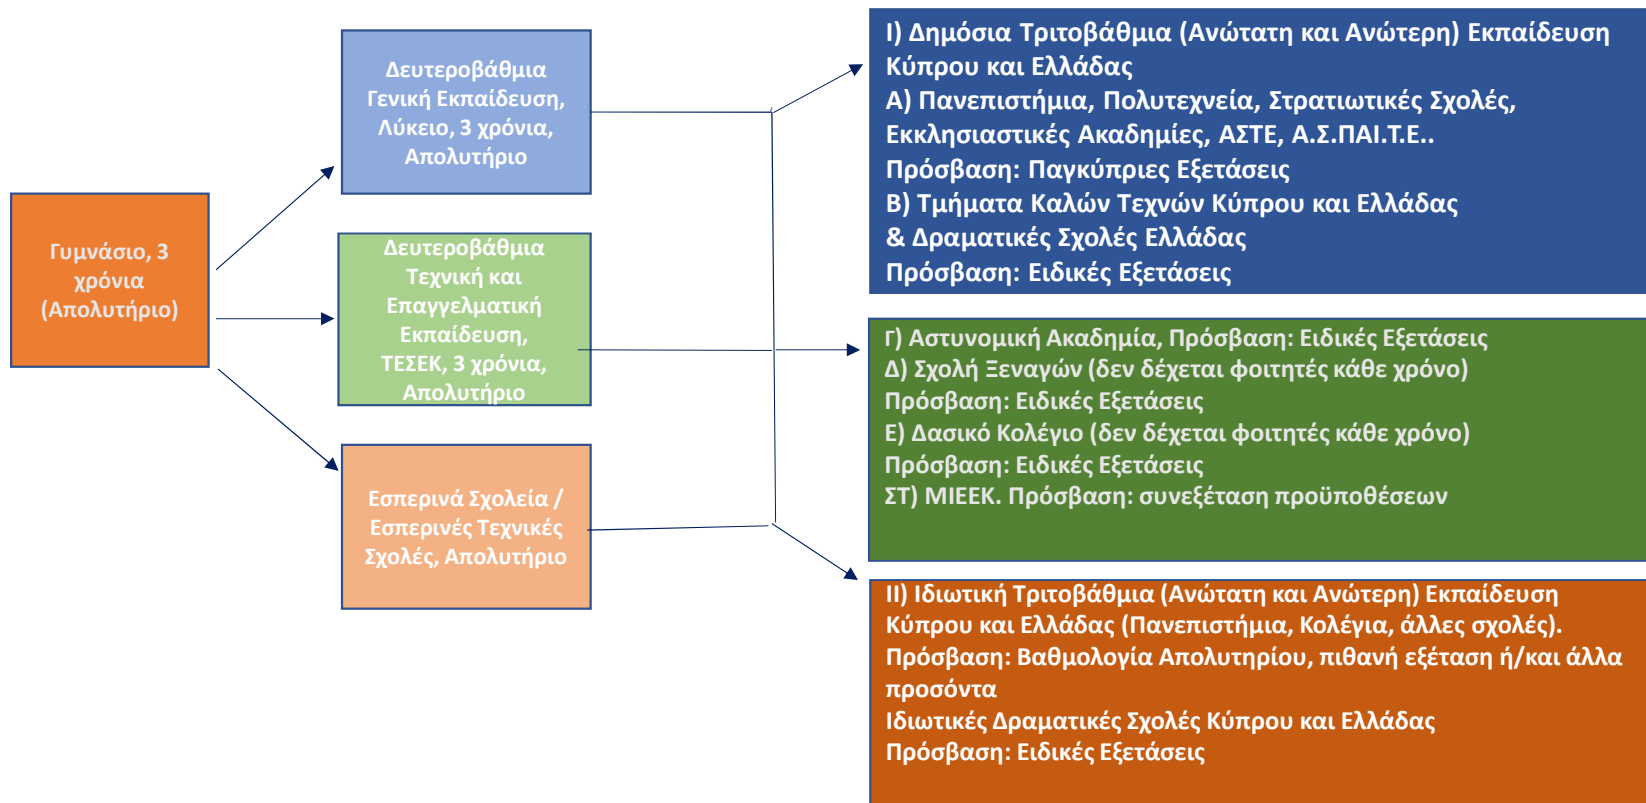 Γυμνάσιο, 3
χρόνια
(Απολυτήριο)
Δευτεροβάθμια
Γενική Εκπαίδευση,
Λύκειο, 3 χρόνια,
Απολυτήριο
Δευτεροβάθμια
Τεχνική και
Επαγγελματική
Εκπαίδευση,
ΤΕΣΕΚ, 3 χρόνια,
Απολυτήριο
Εσπερινά Σχολεία /
Εσπερινές Τεχνικές
Σχολές, Απολυτήριο
Ι) Δημόσια Τριτοβάθμια (Ανώτατη και Ανώτερη) Εκπαίδευση
Κύπρου και Ελλάδας
Α) Πανεπιστήμια, Πολυτεχνεία, Στρατιωτικές Σχολές,
Εκκλησιαστικές Ακαδημίες, ΑΣΤΕ, Α.Σ.ΠΑΙ.Τ.Ε..
Πρόσβαση: Παγκύπριες Εξετάσεις
Β) Τμήματα Καλών Τεχνών Κύπρου και Ελλάδας
& Δραματικές Σχολές Ελλάδας
Πρόσβαση: Ειδικές Εξετάσεις
Γ) Αστυνομική Ακαδημία, Πρόσβαση: Ειδικές Εξετάσεις
Δ) Σχολή Ξεναγών (δεν δέχεται φοιτητές κάθε χρόνο)
Πρόσβαση: Ειδικές Εξετάσεις
Ε) Δασικό Κολέγιο (δεν δέχεται φοιτητές κάθε χρόνο)
Πρόσβαση: Ειδικές Εξετάσεις
ΣΤ) ΜΙΕΕΚ. Πρόσβαση: συνεξέταση προϋποθέσεων
ΙΙ) Ιδιωτική Τριτοβάθμια (Ανώτατη και Ανώτερη) Εκπαίδευση
Κύπρου και Ελλάδας (Πανεπιστήμια, Κολέγια, άλλες σχολές).
Πρόσβαση: Βαθμολογία Απολυτηρίου, πιθανή εξέταση ή/και άλλα
προσόντα
Ιδιωτικές Δραματικές Σχολές Κύπρου και Ελλάδας
Πρόσβαση: Ειδικές Εξετάσεις